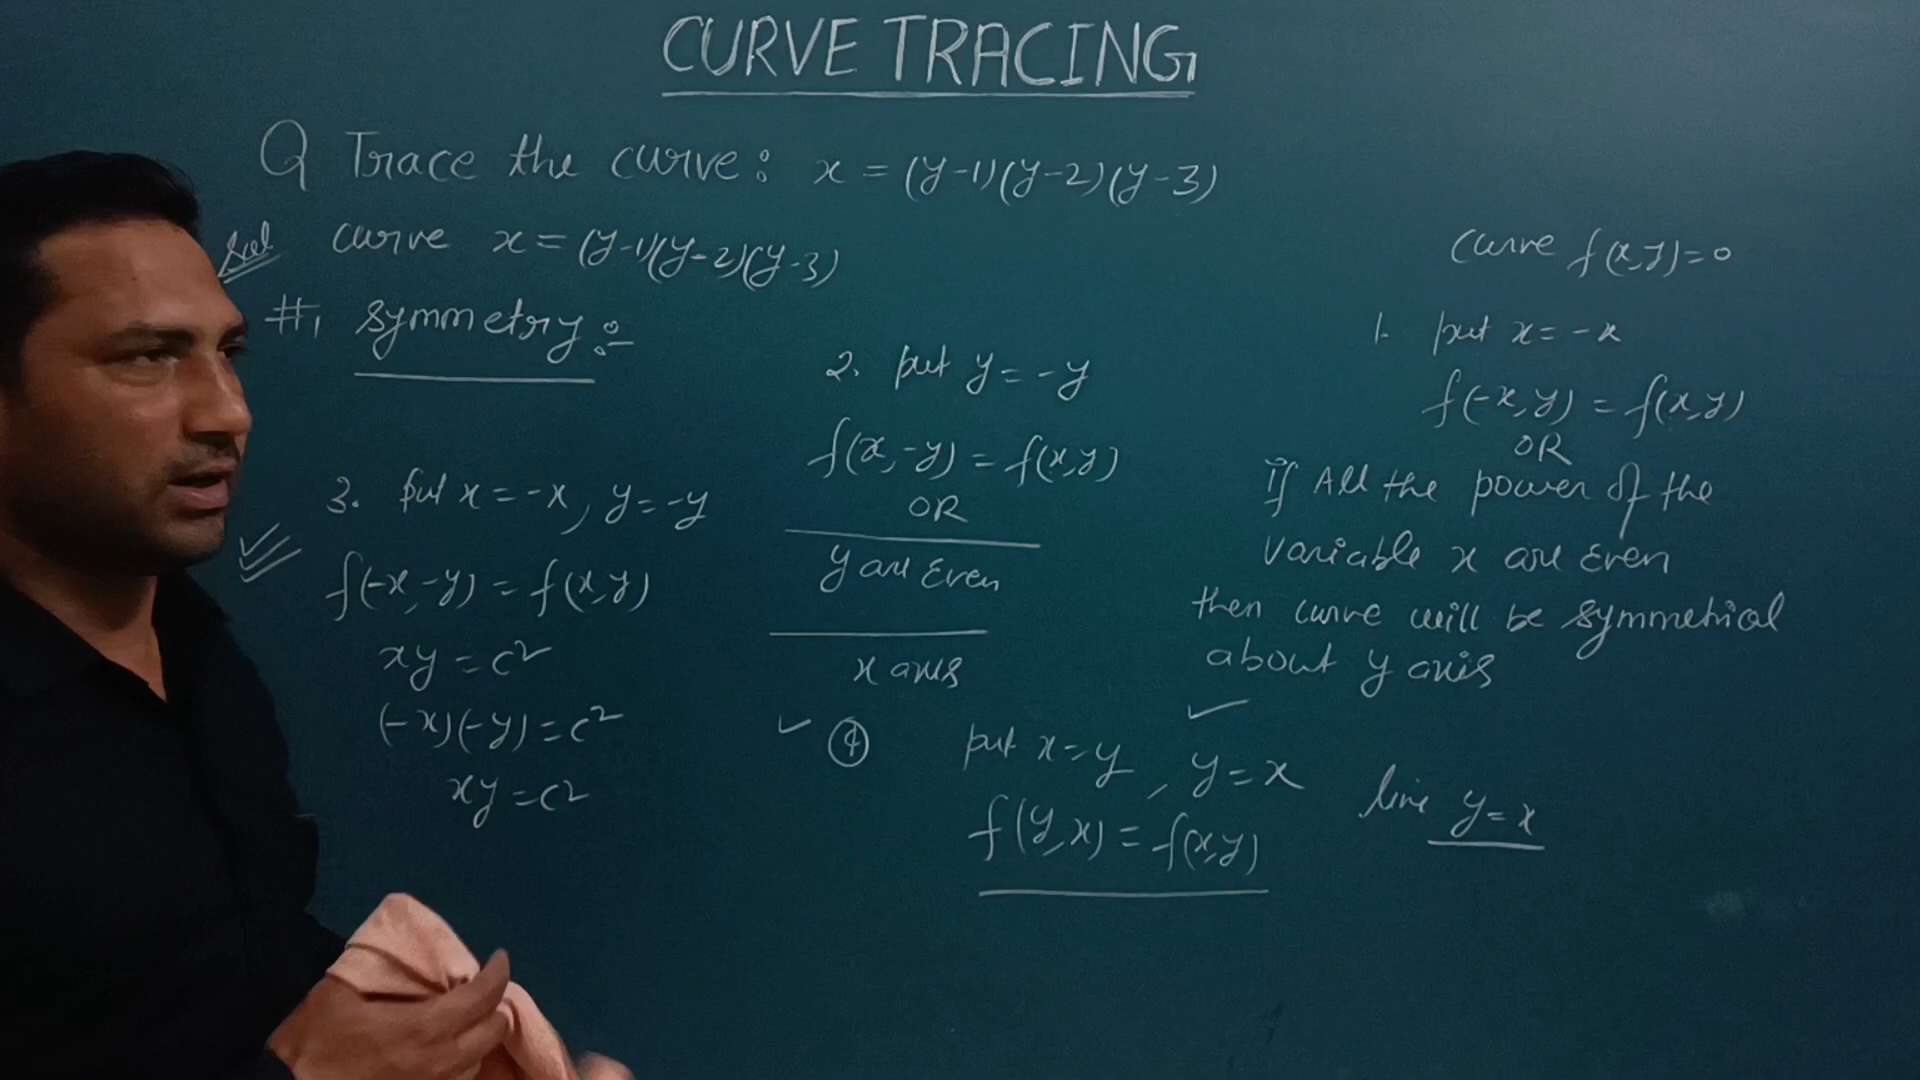 CURVE TRACING
Q Trace the curve: x = (y-1)(y-2)(y-3)
Sol curve x = (y-1)(y-2)(y-3)
#1 symmetry :-
3. put x = -x, y = -y
f(-x, -y) = f(x,y)
xy = c²
(-x)(-y) = c²
xy = c²
2. put y = -y
f(x, -y) = f(x,y)
OR
y are Even
x axis
curve f(x,y) = 0
1. put x = -x
f(-x, y) = f(x,y)
OR
if All the power of the
variable x are Even
then curve will be symmetrical
about y axis
④ put x = y, y = x
f(y,x) = f(x,y)
line y = x